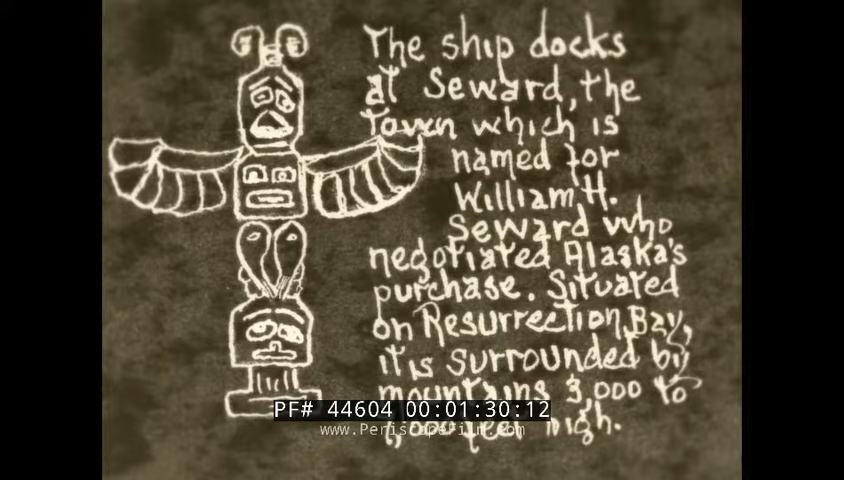 The ship docks
at Seward, the
Town which is
named for
William H.
Seward who
negotiated Alaska's
purchase. Situated
on Resurrection Bay,
it is surrounded by
mountains 3,000 to
high.
PF# 44604 00:01:30:12
www.PeriscopeFilm.com